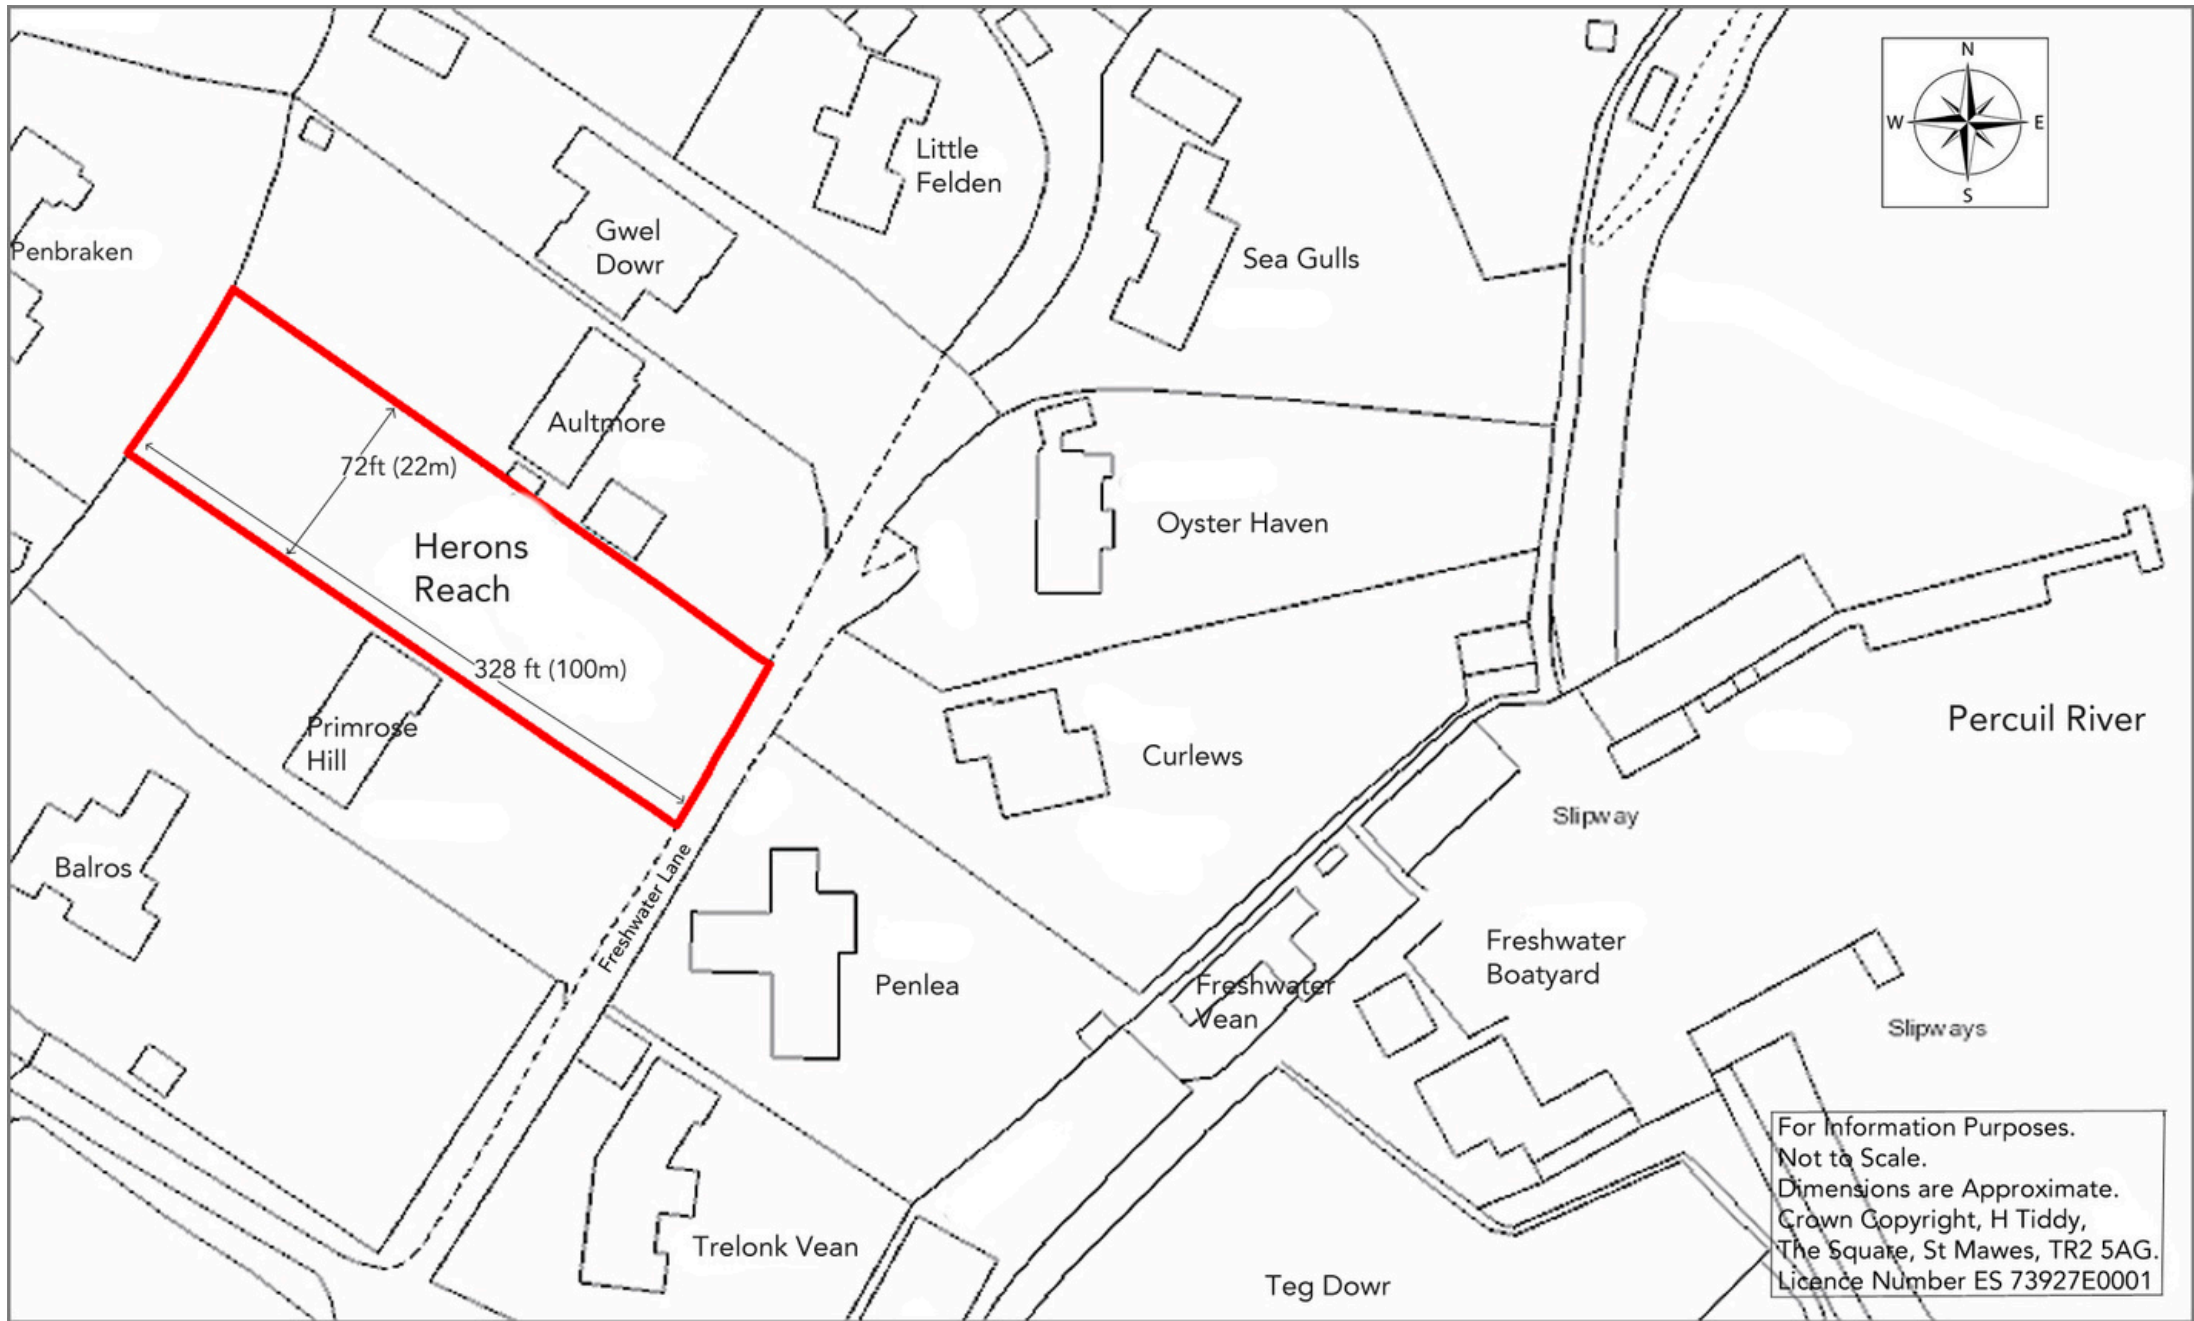 N
W
E
S
Little
Felden
Gwel
Dowr
Penbraken
Sea Gulls
Aultmore
72ft (22m)
Herons
Reach
Oyster Haven
328 ft (100m)
Primrose
Hill
Curlews
Percuil River
Slipway
Balros
Freshwater Lane
Penlea
Freshwater
Vean
Freshwater
Boatyard
Slipways
Trelonk Vean
Teg Dowr
For Information Purposes.
Not to Scale.
Dimensions are Approximate.
Crown Copyright, H Tiddy,
The Square, St Mawes, TR2 5AG.
Licence Number ES 73927E0001